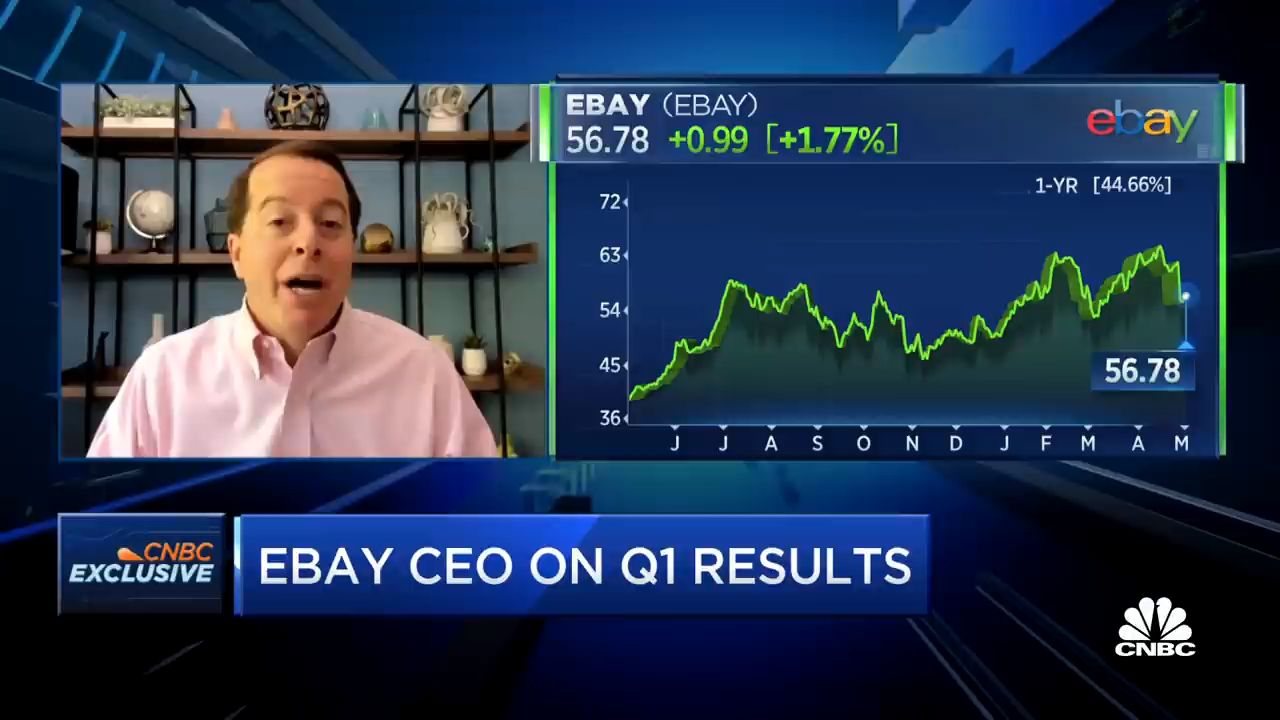 EBAY (EBAY)
56.78 +0.99 [+1.77%]
ebay
1-YR [44.66%]
72
63
54
45
36
56.78
J J A S O N D J F M A M
CNBC
EXCLUSIVE
EBAY CEO ON Q1 RESULTS
CNBC